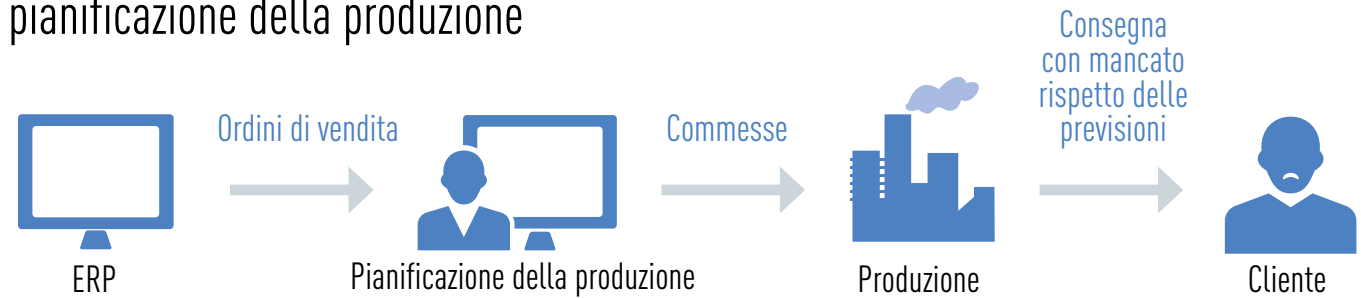 pianificazione della produzione
Consegna
con mancato
rispetto delle
previsioni
Ordini di vendita
Commesse
ERP
Pianificazione della produzione
Produzione
Cliente